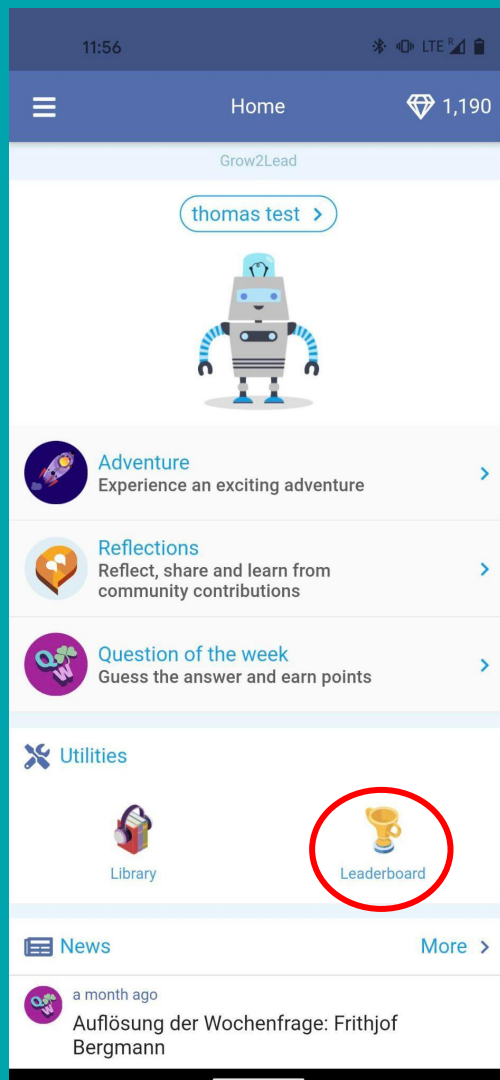 11:56
LTE R
Home
1,190
Grow2Lead
thomas test
Adventure
Experience an exciting adventure
Reflections
Reflect, share and learn from
community contributions
QW
Question of the week
Guess the answer and earn points
Utilities
Library
Leaderboard
News
More
QW
a month ago
Auflösung der Wochenfrage: Frithjof
Bergmann